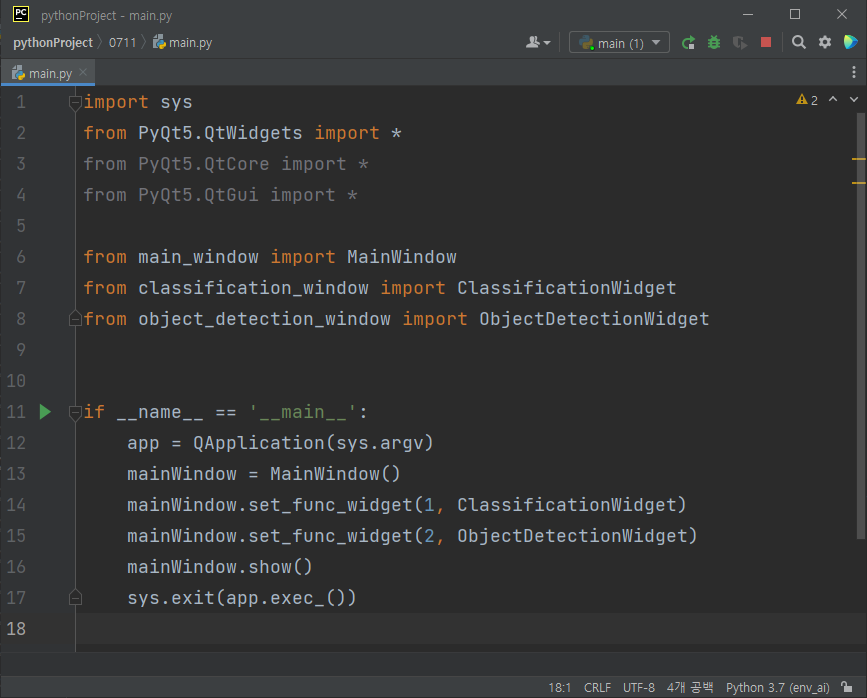 PC pythonProject - main.py
pythonProject 0711 main.py main (1)
main.py
2
1 import sys
2 from PyQt5.QtWidgets import *
3 from PyQt5.QtCore import *
4 from PyQt5.QtGui import *
5
6 from main_window import MainWindow
7 from classification_window import ClassificationWidget
8 from object_detection_window import ObjectDetectionWidget
9
10
11 if __name__ == '__main__':
12     app = QApplication(sys.argv)
13     mainWindow = MainWindow()
14     mainWindow.set_func_widget(1, ClassificationWidget)
15     mainWindow.set_func_widget(2, ObjectDetectionWidget)
16     mainWindow.show()
17     sys.exit(app.exec_())
18
18:1 CRLF UTF-8 4개 공백 Python 3.7 (env_ai)